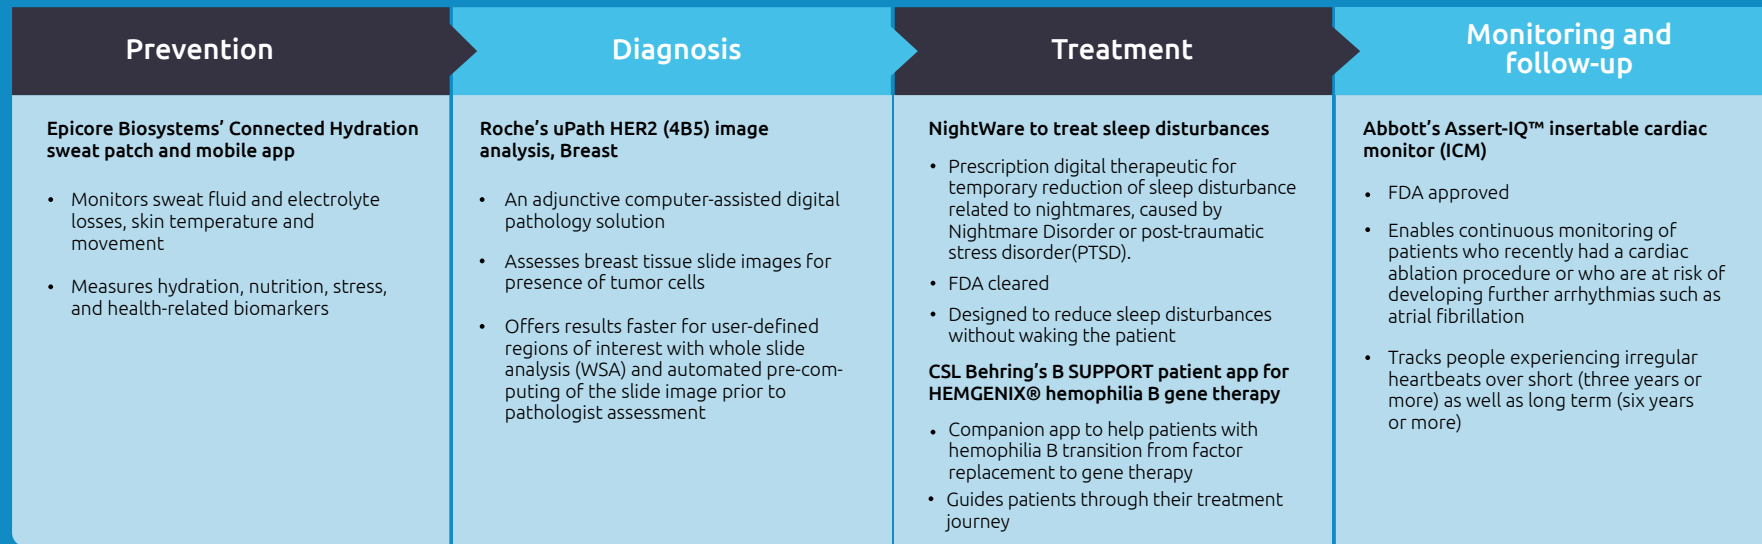 Prevention
Diagnosis
Treatment
Monitoring and
follow-up
Epicore Biosystems’ Connected Hydration
sweat patch and mobile app
• Monitors sweat fluid and electrolyte
losses, skin temperature and
movement
• Measures hydration, nutrition, stress,
and health-related biomarkers
Roche’s uPath HER2 (4B5) image
analysis, Breast
• An adjunctive computer-assisted digital
pathology solution
• Assesses breast tissue slide images for
presence of tumor cells
• Offers results faster for user-defined
regions of interest with whole slide
analysis (WSA) and automated pre-com-
puting of the slide image prior to
pathologist assessment
NightWare to treat sleep disturbances
• Prescription digital therapeutic for
temporary reduction of sleep disturbance
related to nightmares, caused by
Nightmare Disorder or post-traumatic
stress disorder(PTSD).
• FDA cleared
• Designed to reduce sleep disturbances
without waking the patient
CSL Behring’s B SUPPORT patient app for
HEMGENIX® hemophilia B gene therapy
• Companion app to help patients with
hemophilia B transition from factor
replacement to gene therapy
• Guides patients through their treatment
journey
Abbott’s Assert-IQ™ insertable cardiac
monitor (ICM)
• FDA approved
• Enables continuous monitoring of
patients who recently had a cardiac
ablation procedure or who are at risk of
developing further arrhythmias such as
atrial fibrillation
• Tracks people experiencing irregular
heartbeats over short (three years or
more) as well as long term (six years
or more)